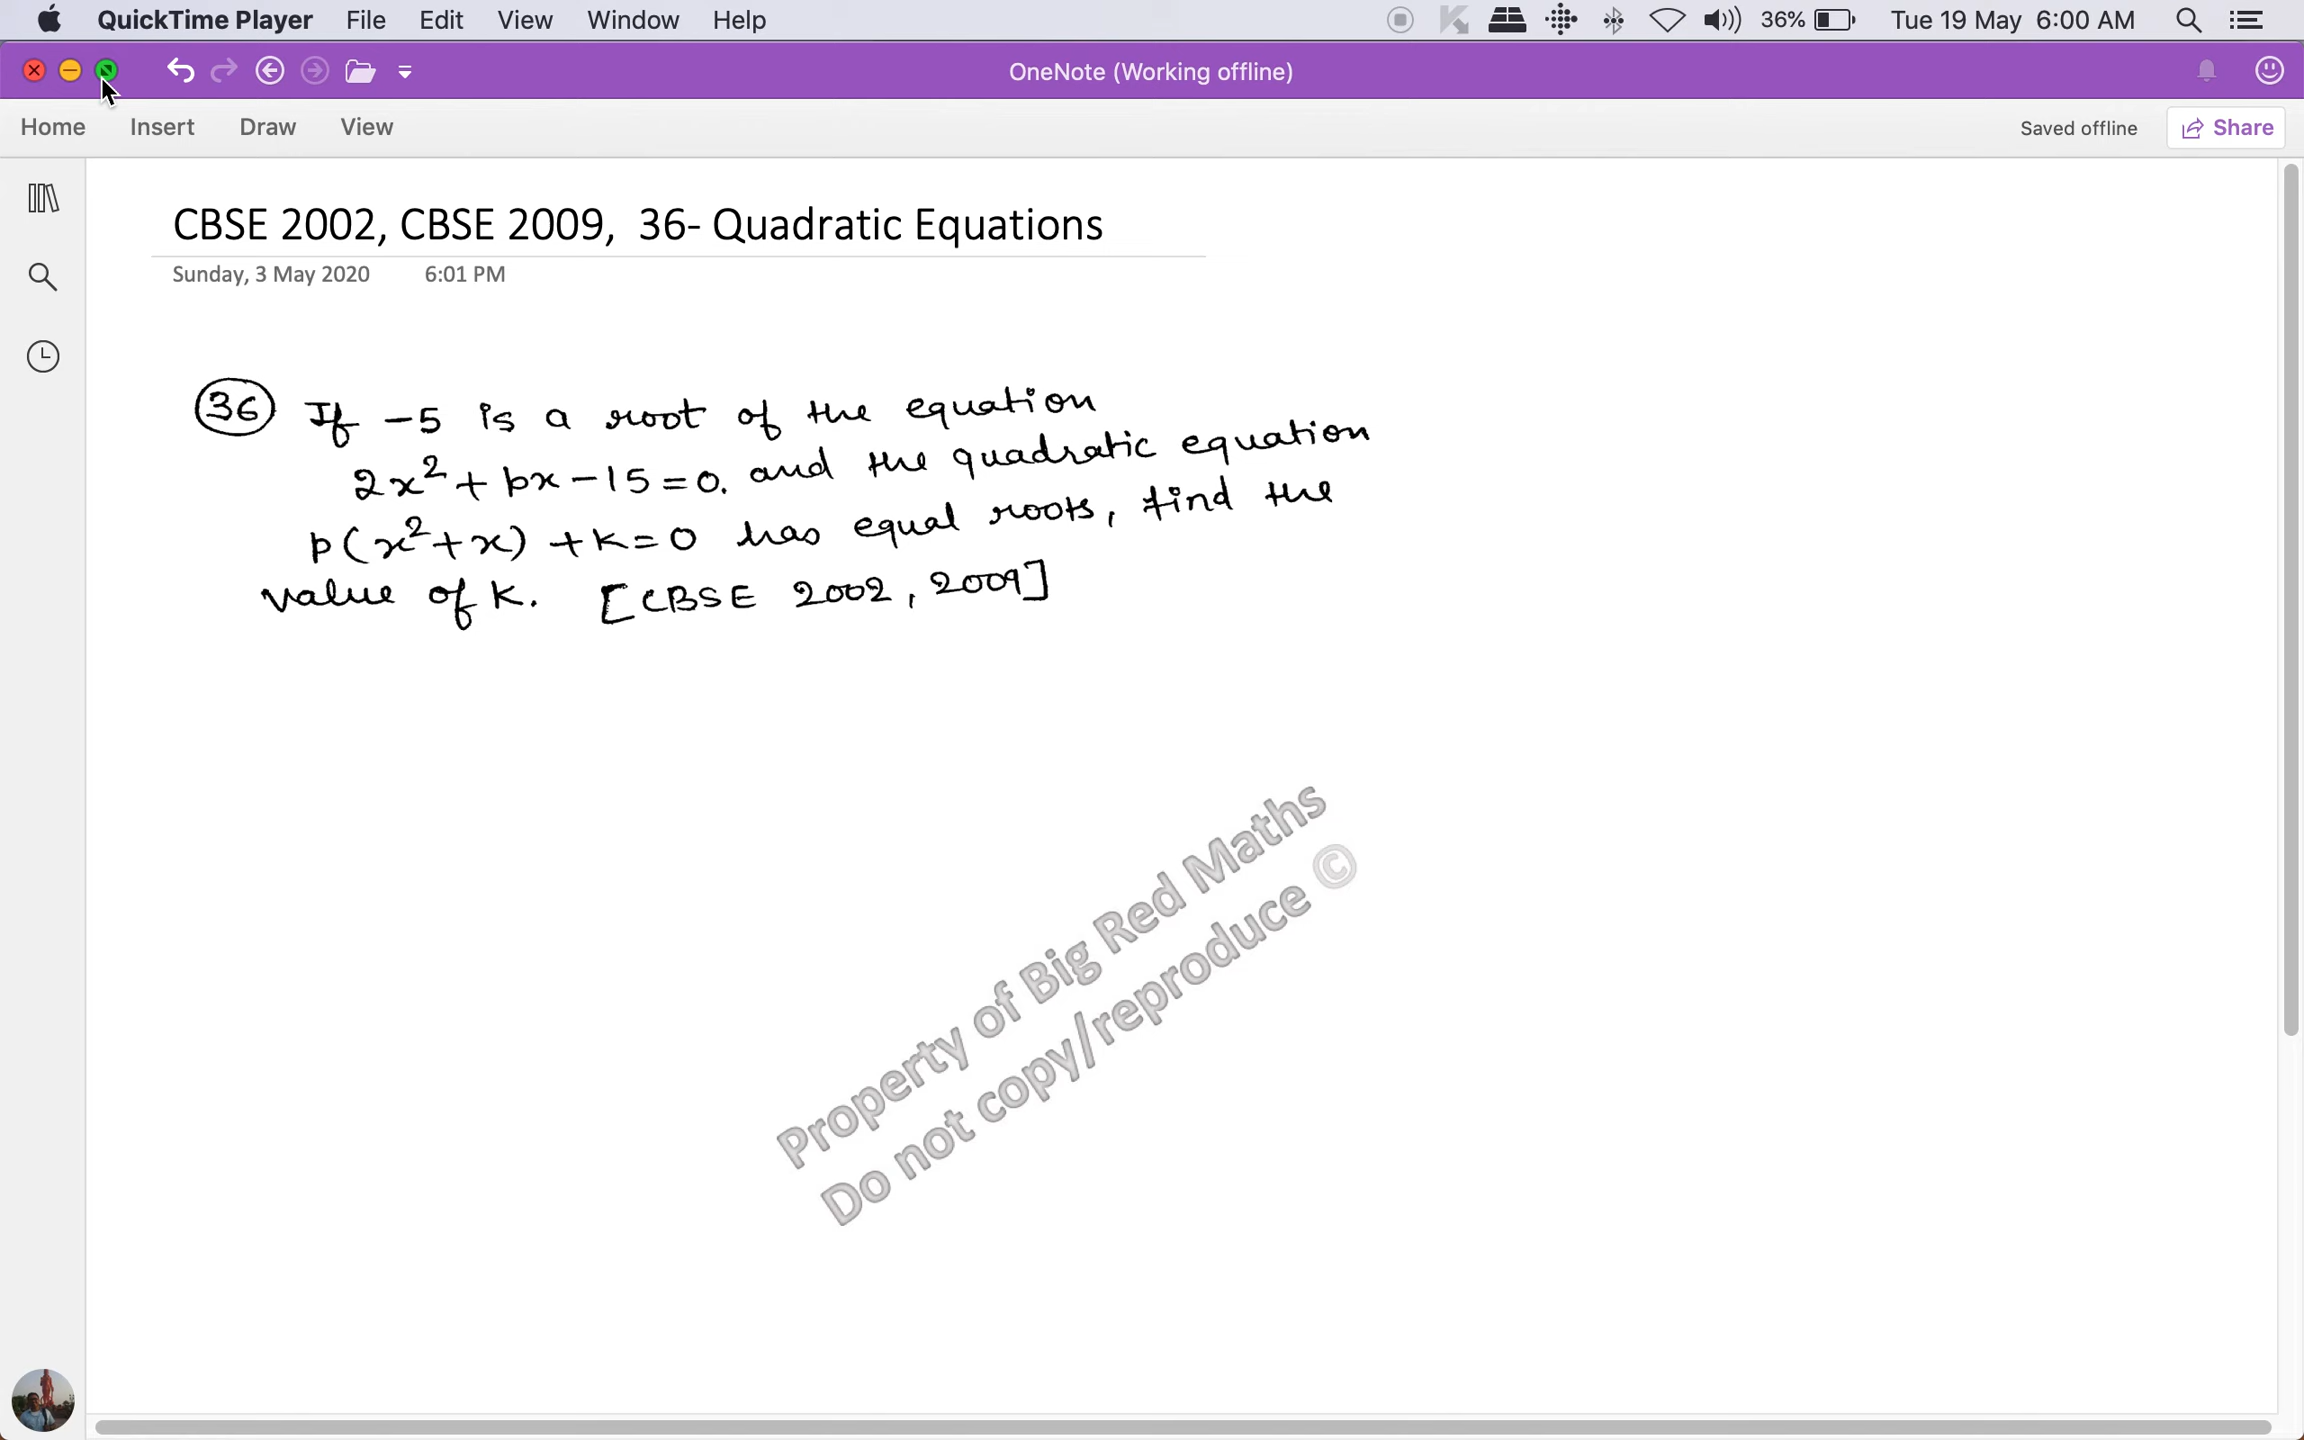 QuickTime Player File Edit View Window Help 36% Tue 19 May 6:00 AM
OneNote (Working offline)
Home Insert Draw View Saved offline Share
CBSE 2002, CBSE 2009, 36- Quadratic Equations
Sunday, 3 May 2020 6:01 PM
36 If -5 is a root of the equation
2x²+px-15=0. and the quadratic equation
p(x²+x)+k=0 has equal roots, find the
value of k. [CBSE 2002, 2009]
Property of Big Red Maths
Do not copy/reproduce ©